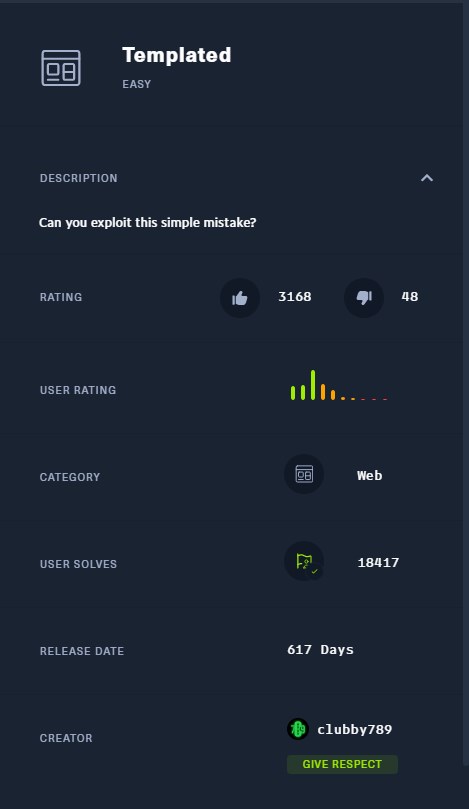 Templated
EASY
DESCRIPTION
Can you exploit this simple mistake?
RATING 3168 48
USER RATING
CATEGORY Web
USER SOLVES 18417
RELEASE DATE 617 Days
CREATOR clubby789
GIVE RESPECT